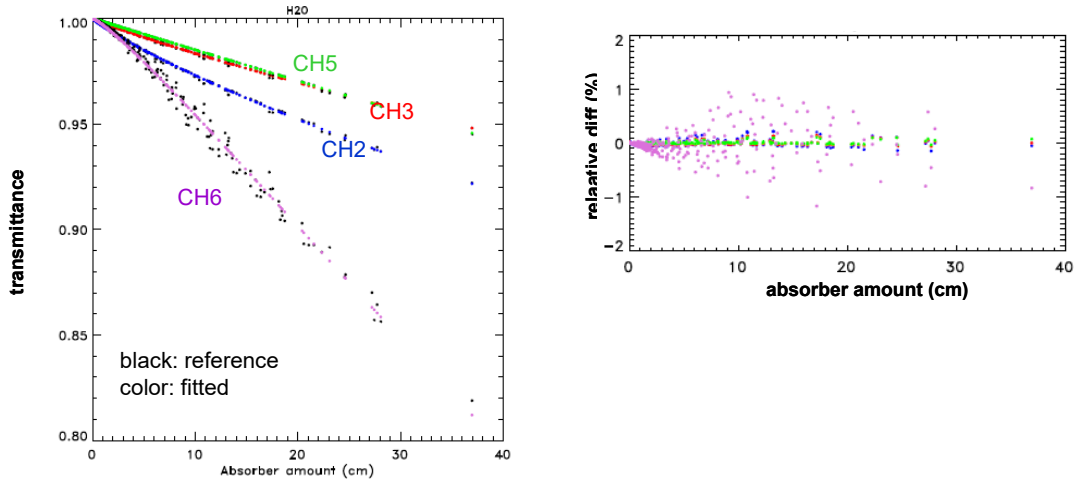 H2O
1.00
0.95
0.90
0.85
0.80
transmittance
CH5
CH3
CH2
CH6
black: reference
color: fitted
0 10 20 30 40
Absorber amount (cm)
2
1
0
−1
−2
relaative diff (%)
0 10 20 30 40
absorber amount (cm)